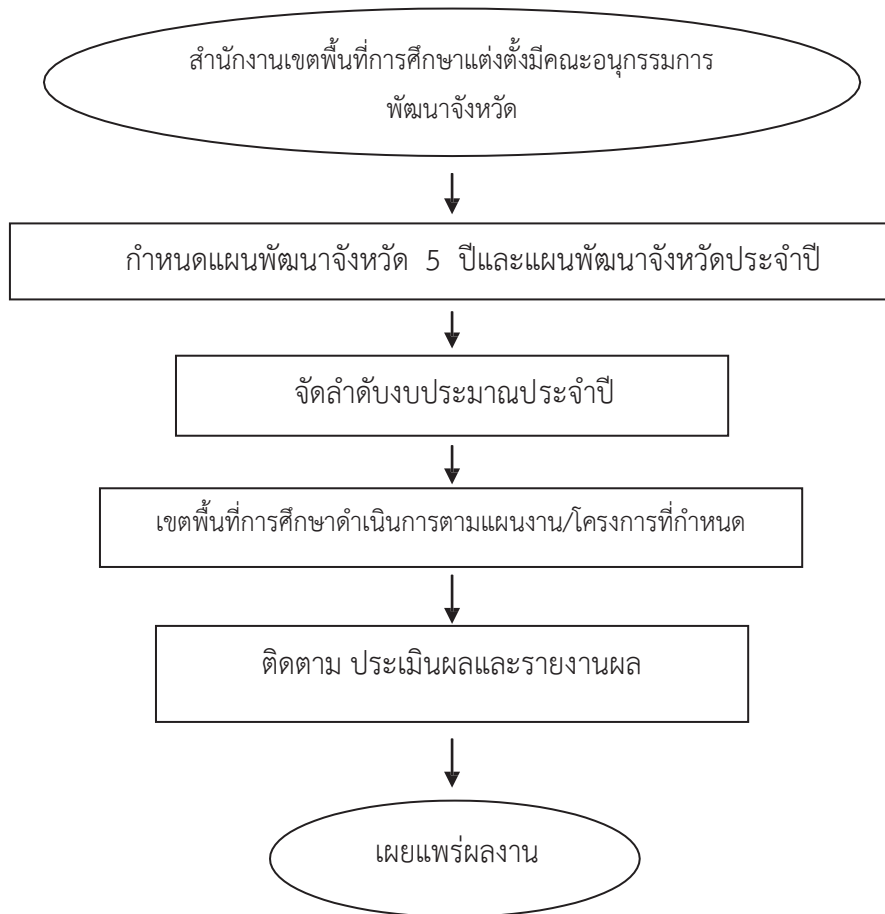 สำนักงานเขตพื้นที่การศึกษาแต่งตั้งมีคณะอนุกรรมการ
พัฒนาจังหวัด
กำหนดแผนพัฒนาจังหวัด 5 ปีและแผนพัฒนาจังหวัดประจำปี
จัดลำดับงบประมาณประจำปี
เขตพื้นที่การศึกษาดำเนินการตามแผนงาน/โครงการที่กำหนด
ติดตาม ประเมินผลและรายงานผล
เผยแพร่ผลงาน